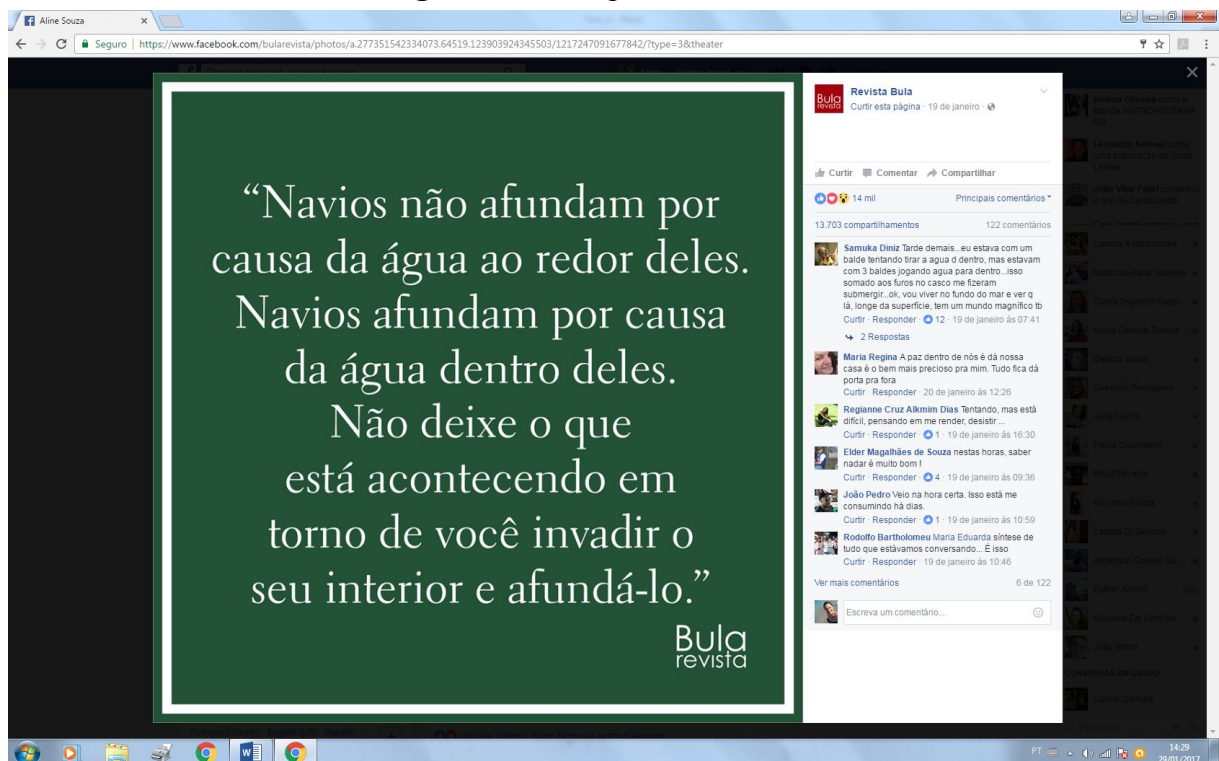 Aline Souza
Seguro | https://www.facebook.com/bularevista/photos/a.277351542334073.64519.123903924345503/1217247091677842/?type=3&theater
“Navios não afundam por
causa da água ao redor deles.
Navios afundam por causa
da água dentro deles.
Não deixe o que
está acontecendo em
torno de você invadir o
seu interior e afundá-lo.”
Bula
revista
Bula
revista
Revista Bula
Curtir esta página · 19 de janeiro ·
Curtir Comentar Compartilhar
14 mil Principais comentários
13.703 compartilhamentos 122 comentários
Samuka Diniz Tarde demais...eu estava com um
balde tentando tirar a agua d dentro, mas estavam
com 3 baldes jogando agua para dentro...isso
somado aos furos no casco me fizeram
submergir...ok, vou viver no fundo do mar e ver q
lá, longe da superfície, tem um mundo magnífico tb
Curtir · Responder · 12 · 19 de janeiro às 07:41
2 Respostas
Maria Regina A paz dentro de nós é dá nossa
casa é o bem mais precioso pra mim. Tudo fica dá
porta pra fora
Curtir · Responder · 20 de janeiro às 12:26
Regianne Cruz Alkmim Dias Tentando, mas está
difícil, pensando em me render, desistir ...
Curtir · Responder · 1 · 19 de janeiro às 16:30
Elder Magalhães de Souza nestas horas, saber
nadar é muito bom !
Curtir · Responder · 4 · 19 de janeiro às 09:36
João Pedro Veio na hora certa. Isso está me
consumindo há dias.
Curtir · Responder · 1 · 19 de janeiro às 10:59
Rodolfo Bartholomeu Maria Eduarda síntese de
tudo que estávamos conversando... É isso
Curtir · Responder · 19 de janeiro às 10:46
Ver mais comentários 6 de 122
Escreva um comentário...
CONVERSAS EM GRUPO
PT
14:29
29/01/2017